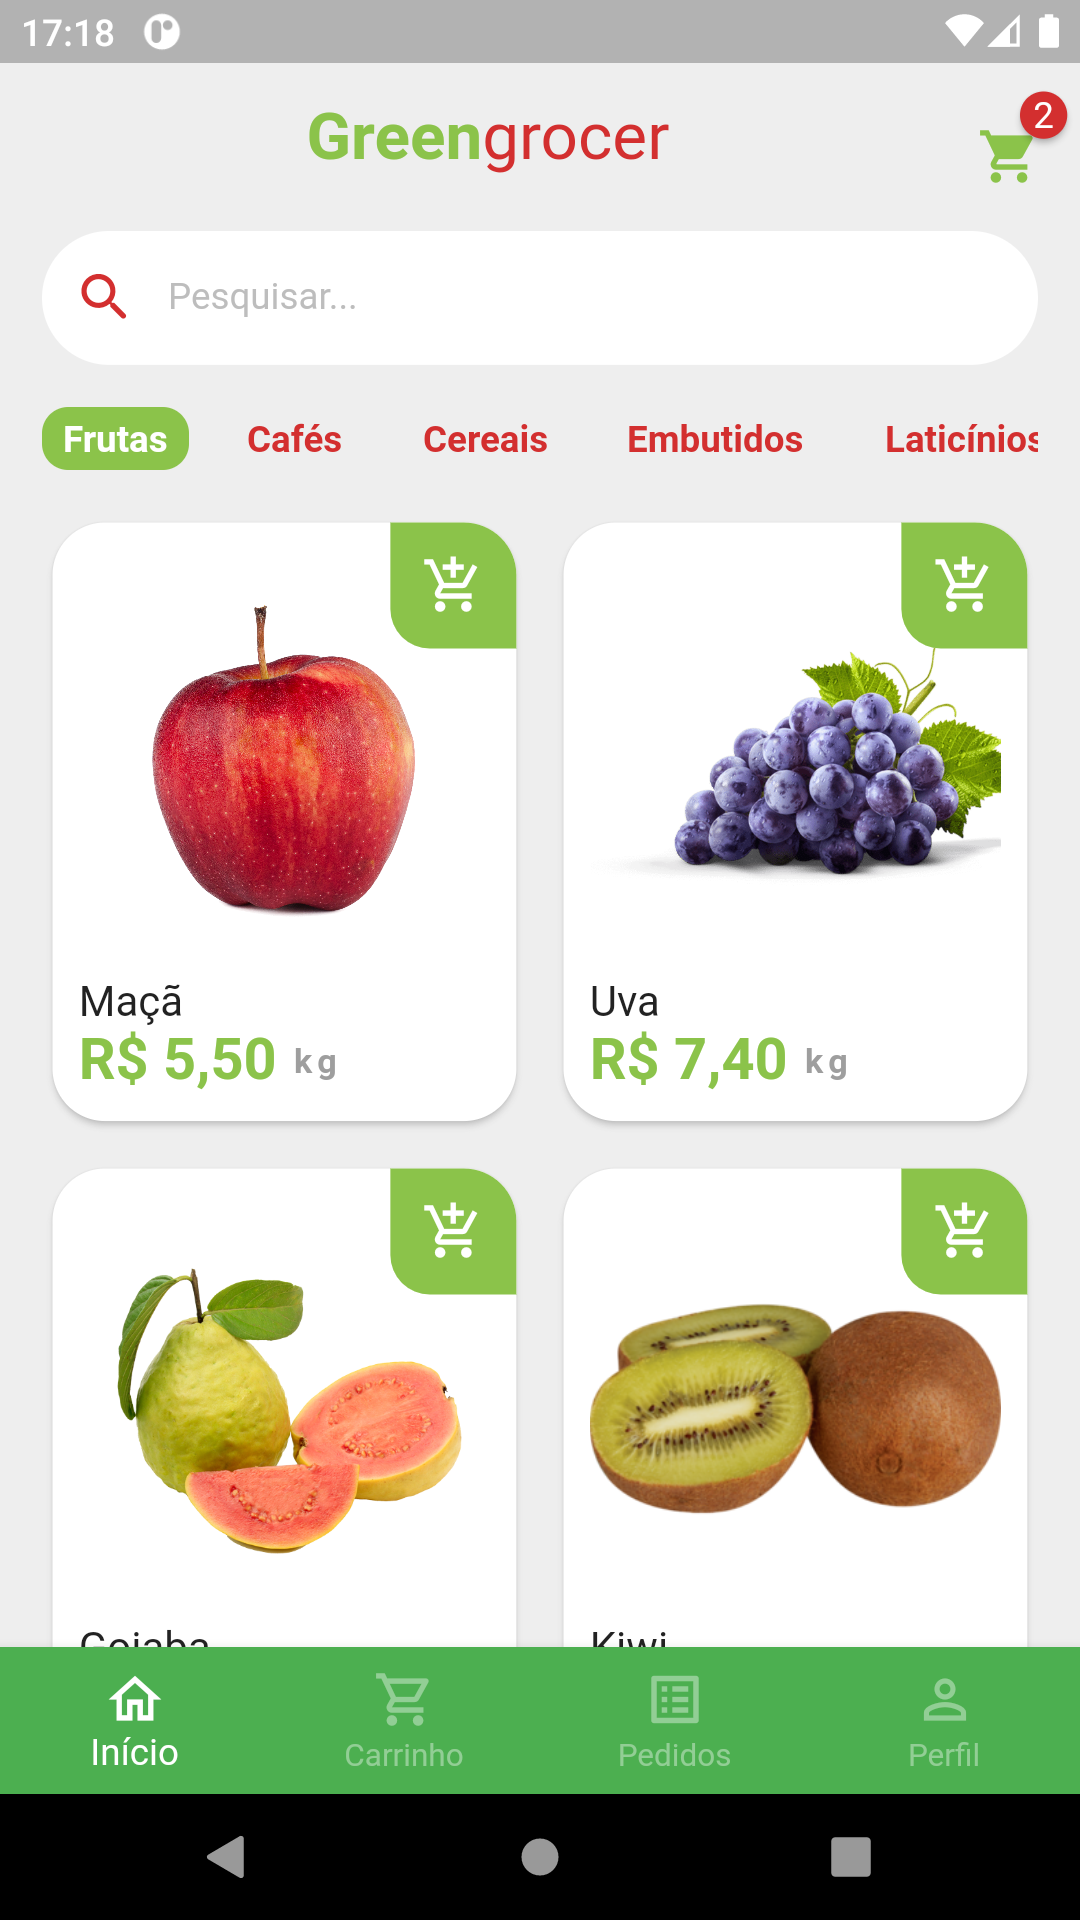 17:18
Greengrocer
2
Pesquisar...
Frutas Cafés Cereais Embutidos Laticínios
Maçã
R$ 5,50 kg
Uva
R$ 7,40 kg
Goiaba
Kiwi
Início
Carrinho
Pedidos
Perfil